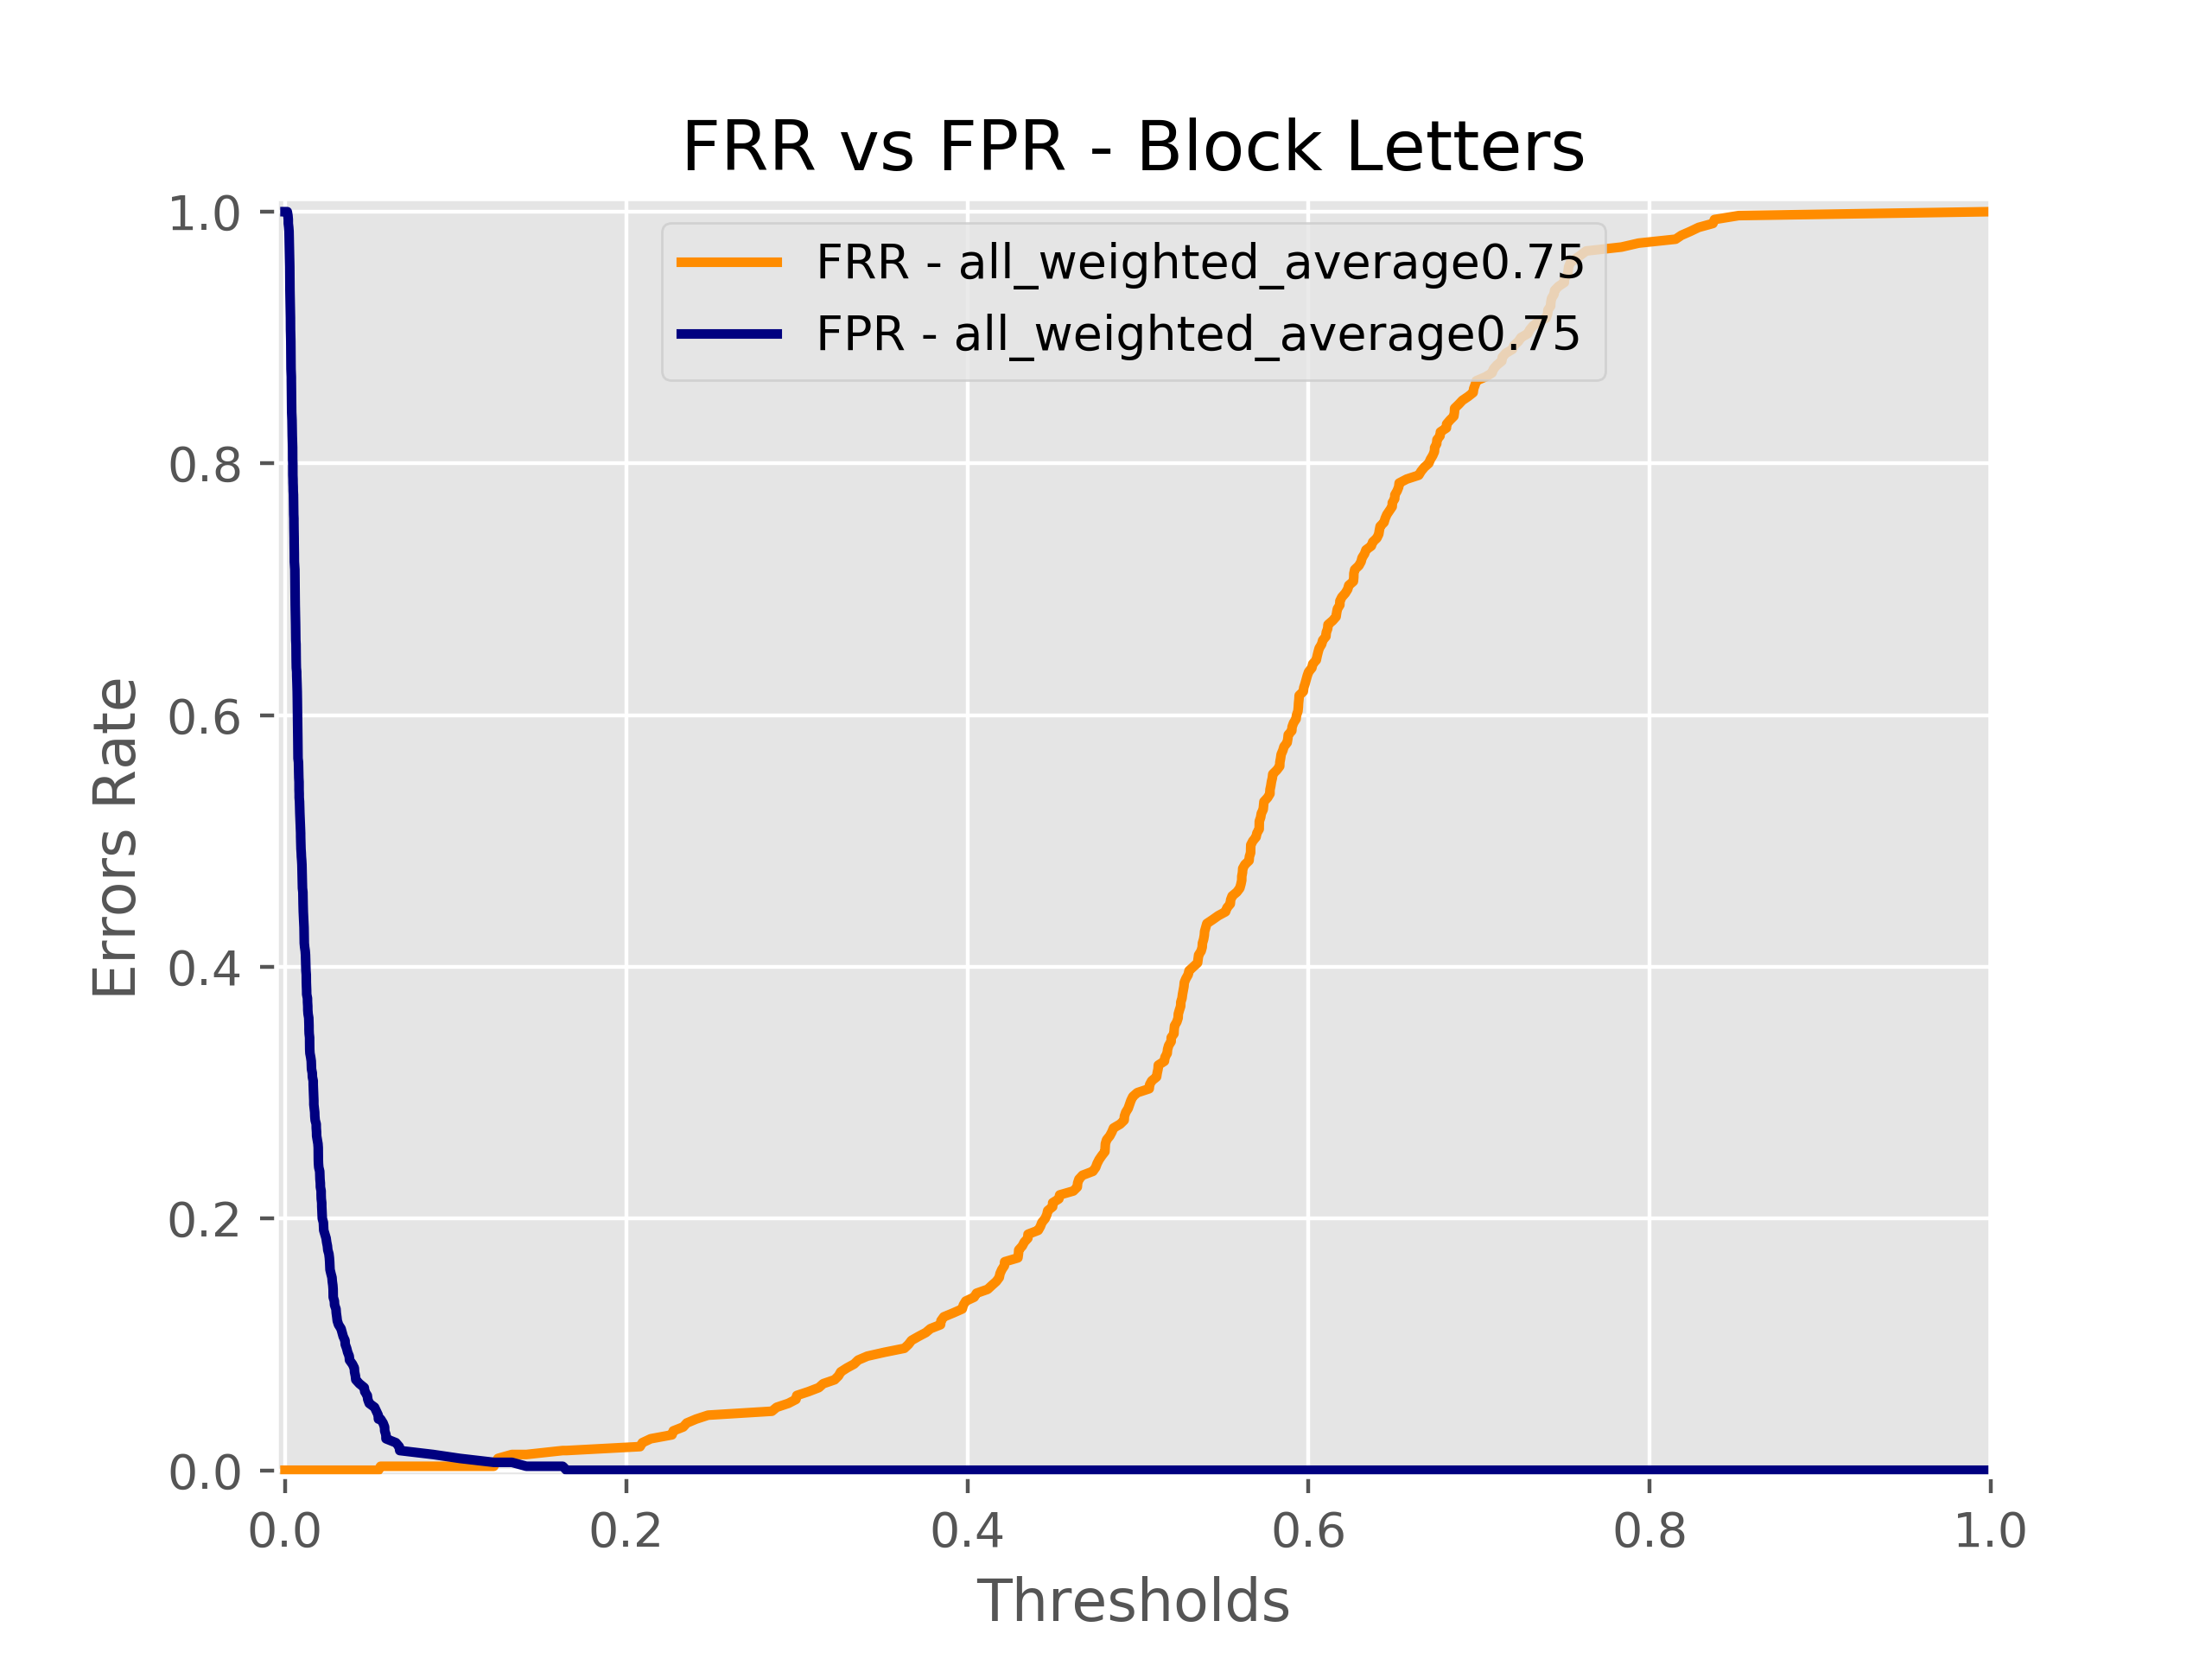 FRR vs FPR - Block Letters
FRR - all_weighted_average0.75
FPR - all_weighted_average0.75
Errors Rate
1.0
0.8
0.6
0.4
0.2
0.0
0.0 0.2 0.4 0.6 0.8 1.0
Thresholds